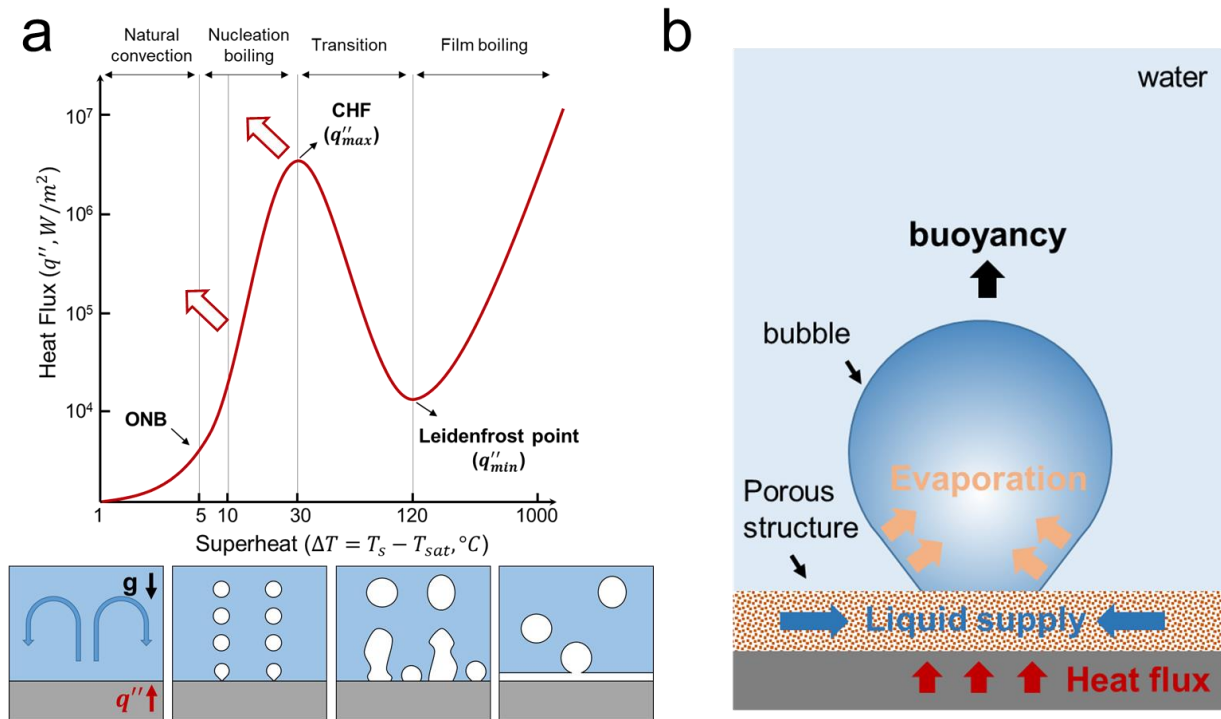 a
Natural convection
Nucleation boiling
Transition
Film boiling
Heat Flux (q'', W/m²)
10⁷
10⁶
10⁵
10⁴
CHF
(q''max)
ONB
Leidenfrost point
(q''min)
1 5 10 30 120 1000
Superheat (ΔT = Ts − Tsat, °C)
g
q''
b
water
buoyancy
bubble
Evaporation
Porous
structure
Liquid supply
Heat flux